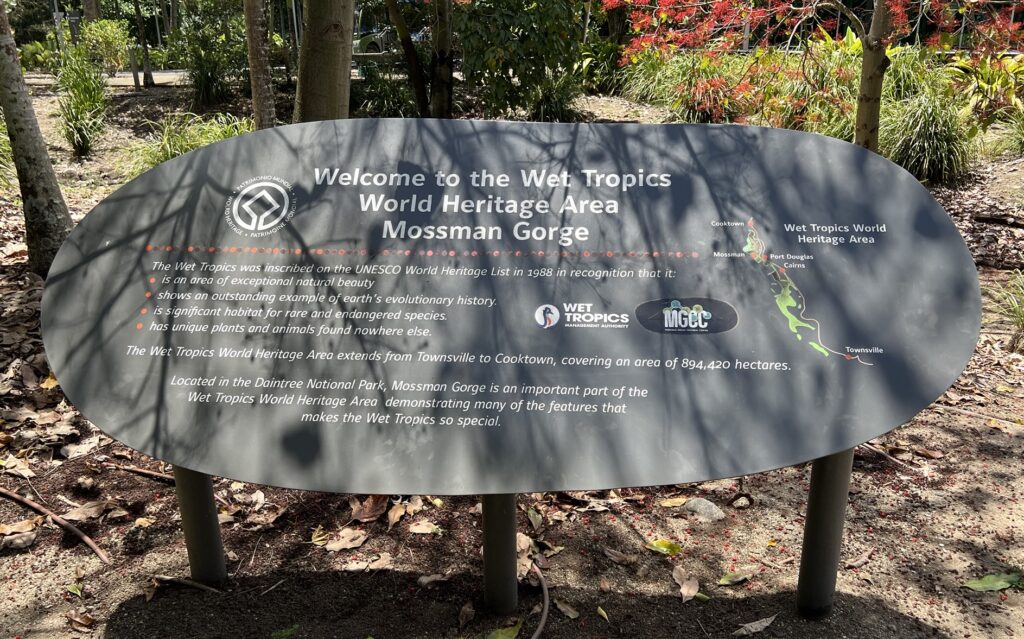 Welcome to the Wet Tropics
World Heritage Area
Mossman Gorge
PATRIMONIO MUNDIAL
WORLD HERITAGE
PATRIMOINE MONDIAL
The Wet Tropics was inscribed on the UNESCO World Heritage List in 1988 in recognition that it:
is an area of exceptional natural beauty
shows an outstanding example of earth's evolutionary history.
is significant habitat for rare and endangered species.
has unique plants and animals found nowhere else.
WET
TROPICS
MANAGEMENT AUTHORITY
MGCC
The Wet Tropics World Heritage Area extends from Townsville to Cooktown, covering an area of 894,420 hectares.
Located in the Daintree National Park, Mossman Gorge is an important part of the
Wet Tropics World Heritage Area demonstrating many of the features that
makes the Wet Tropics so special.
Wet Tropics World
Heritage Area
Cooktown
Mossman
Port Douglas
Cairns
Townsville